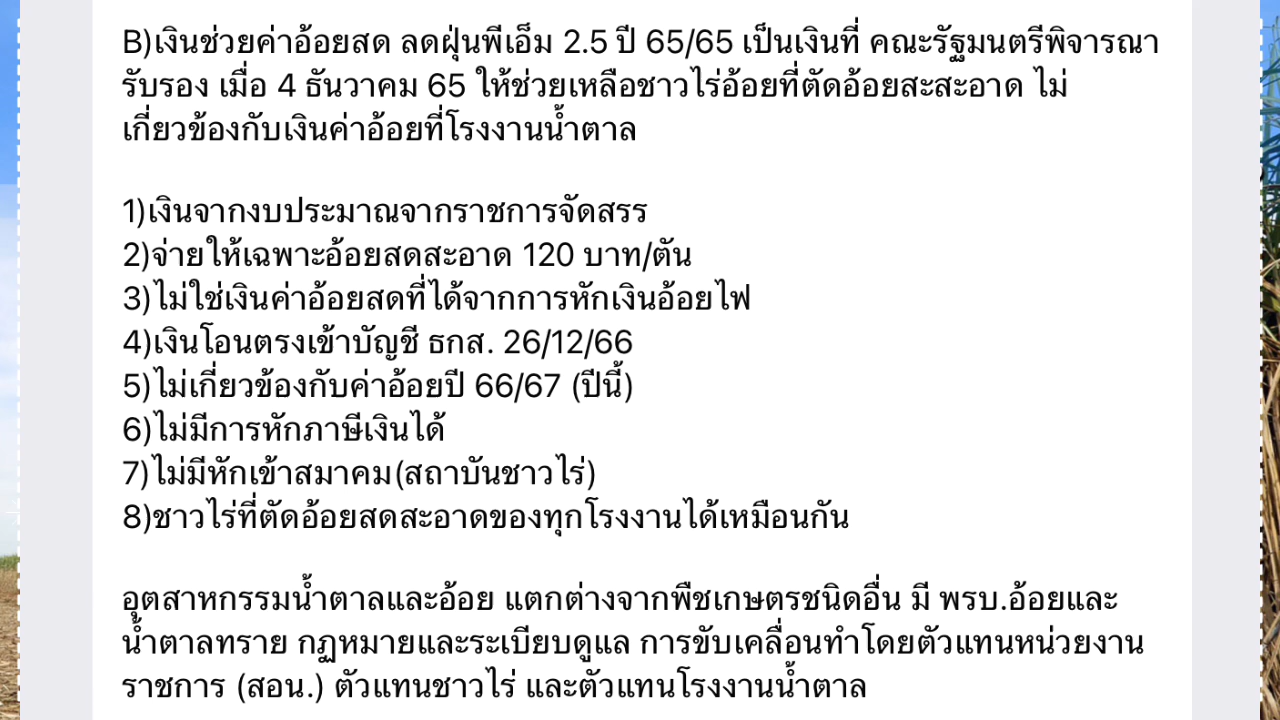 B)เงินช่วยค่าอ้อยสด ลดฝุ่นพีเอ็ม 2.5 ปี 65/65 เป็นเงินที่ คณะรัฐมนตรีพิจารณา
รับรอง เมื่อ 4 ธันวาคม 65 ให้ช่วยเหลือชาวไร่อ้อยที่ตัดอ้อยสะสะอาด ไม่
เกี่ยวข้องกับเงินค่าอ้อยที่โรงงานน้ำตาล
1)เงินจากงบประมาณจากราชการจัดสรร
2)จ่ายให้เฉพาะอ้อยสดสะอาด 120 บาท/ตัน
3)ไม่ใช่เงินค่าอ้อยสดที่ได้จากการหักเงินอ้อยไฟ
4)เงินโอนตรงเข้าบัญชี ธกส. 26/12/66
5)ไม่เกี่ยวข้องกับค่าอ้อยปี 66/67 (ปีนี้)
6)ไม่มีการหักภาษีเงินได้
7)ไม่มีหักเข้าสมาคม(สถาบันชาวไร่)
8)ชาวไร่ที่ตัดอ้อยสดสะอาดของทุกโรงงานได้เหมือนกัน
อุตสาหกรรมน้ำตาลและอ้อย แตกต่างจากพืชเกษตรชนิดอื่น มี พรบ.อ้อยและ
น้ำตาลทราย กฏหมายและระเบียบดูแล การขับเคลื่อนทำโดยตัวแทนหน่วยงาน
ราชการ (สอน.) ตัวแทนชาวไร่ และตัวแทนโรงงานน้ำตาล